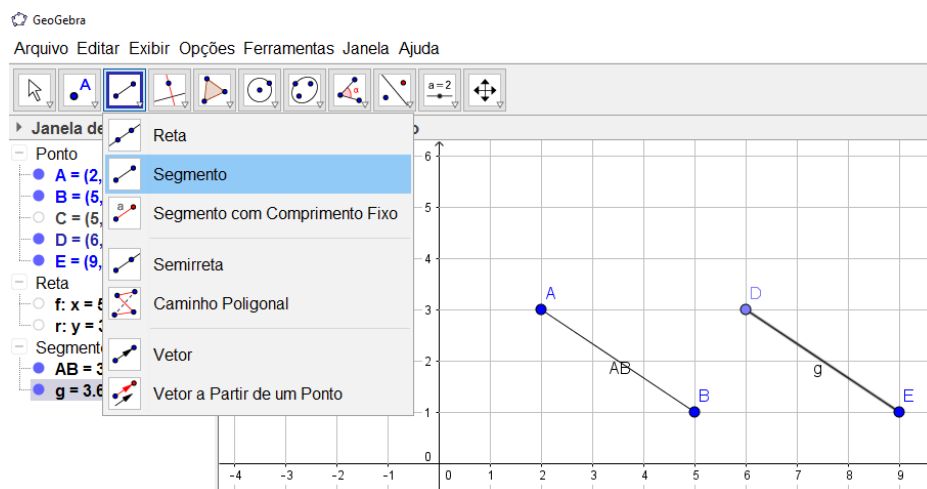 GeoGebra
Arquivo Editar Exibir Opções Ferramentas Janela Ajuda
A
α
a=2
Janela de
Reta
Segmento
a
Segmento com Comprimento Fixo
Semirreta
Caminho Poligonal
Vetor
Vetor a Partir de um Ponto
Ponto
A = (2,
B = (5,
C = (5,
D = (6,
E = (9,
Reta
f: x = 5
r: y = 3
Segmento
AB = 3
g = 3.6
6
5
4
3
2
1
0
A
D
AB
g
B
E
-4 -3 -2 -1 0 1 2 3 4 5 6 7 8 9